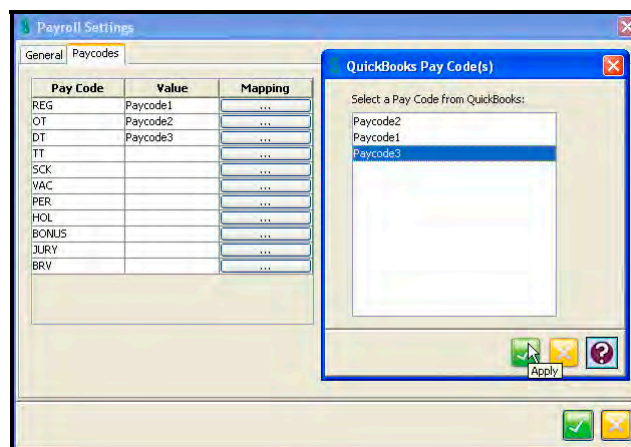 Payroll Settings
General Paycodes
Pay Code Value Mapping
REG Paycode1 ...
OT Paycode2 ...
DT Paycode3 ...
TT ...
SCK ...
VAC ...
PER ...
HOL ...
BONUS ...
JURY ...
BRV ...
QuickBooks Pay Code(s)
Select a Pay Code from QuickBooks:
Paycode2
Paycode1
Paycode3
Apply